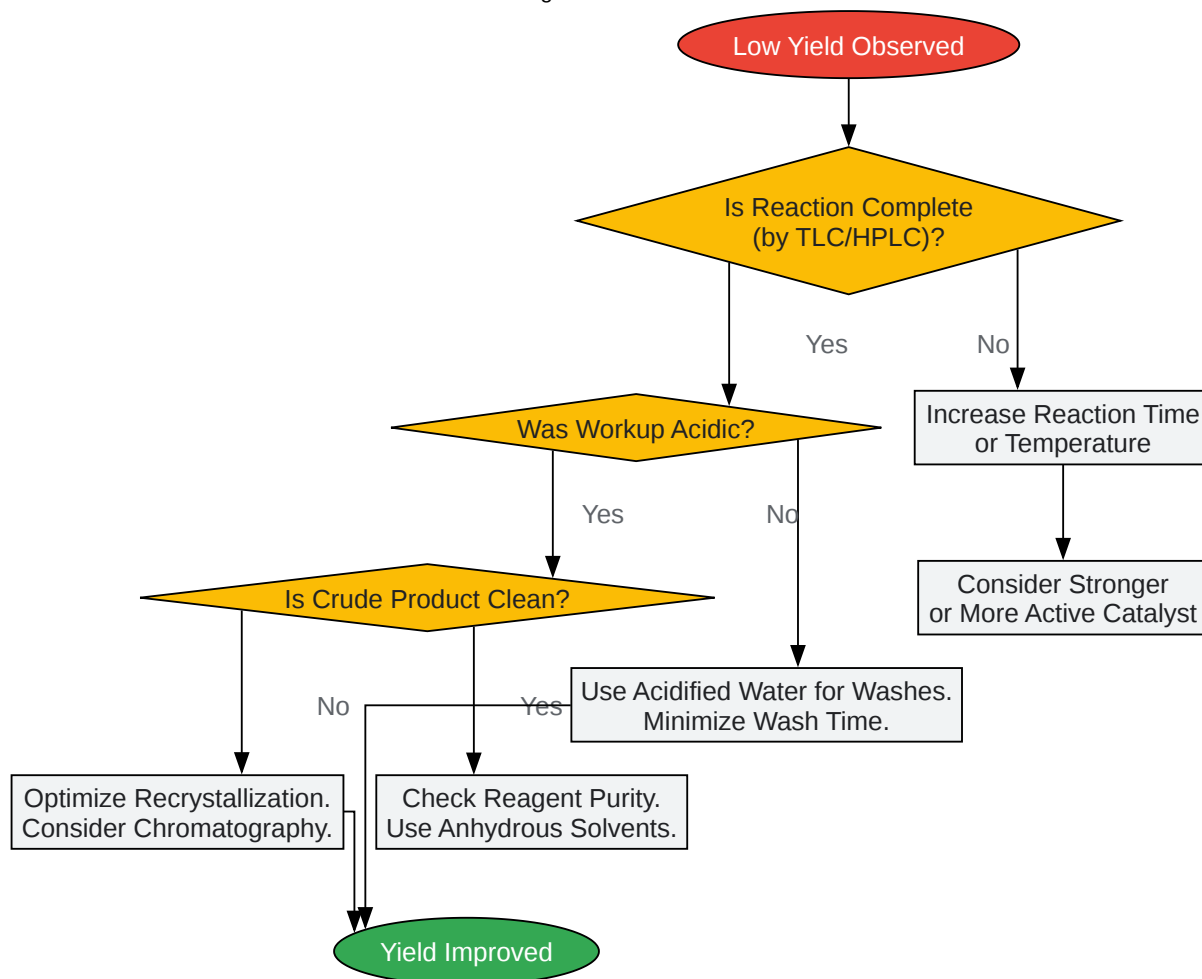 Low Yield Observed
Is Reaction Complete
(by TLC/HPLC)?
Yes
No
Increase Reaction Time
or Temperature
Was Workup Acidic?
Yes
No
Consider Stronger
or More Active Catalyst
Is Crude Product Clean?
No
Yes
Use Acidified Water for Washes.
Minimize Wash Time.
Optimize Recrystallization.
Consider Chromatography.
Check Reagent Purity.
Use Anhydrous Solvents.
Yield Improved